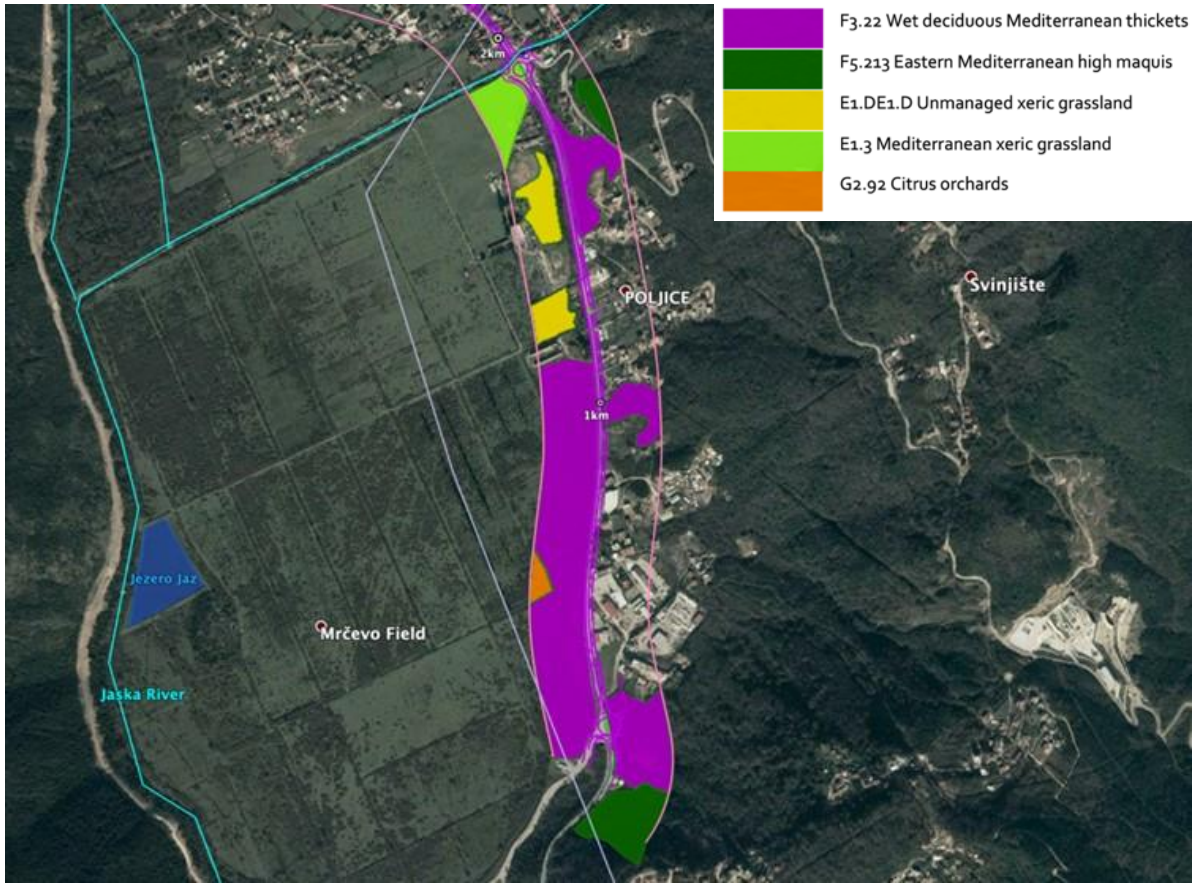 F3.22 Wet deciduous Mediterranean thickets
F5.213 Eastern Mediterranean high maquis
E1.DE1.D Unmanaged xeric grassland
E1.3 Mediterranean xeric grassland
G2.92 Citrus orchards
2km
Svinjište
POLJICE
1km
Jezero Jaz
Mrčevo Field
Jaska River